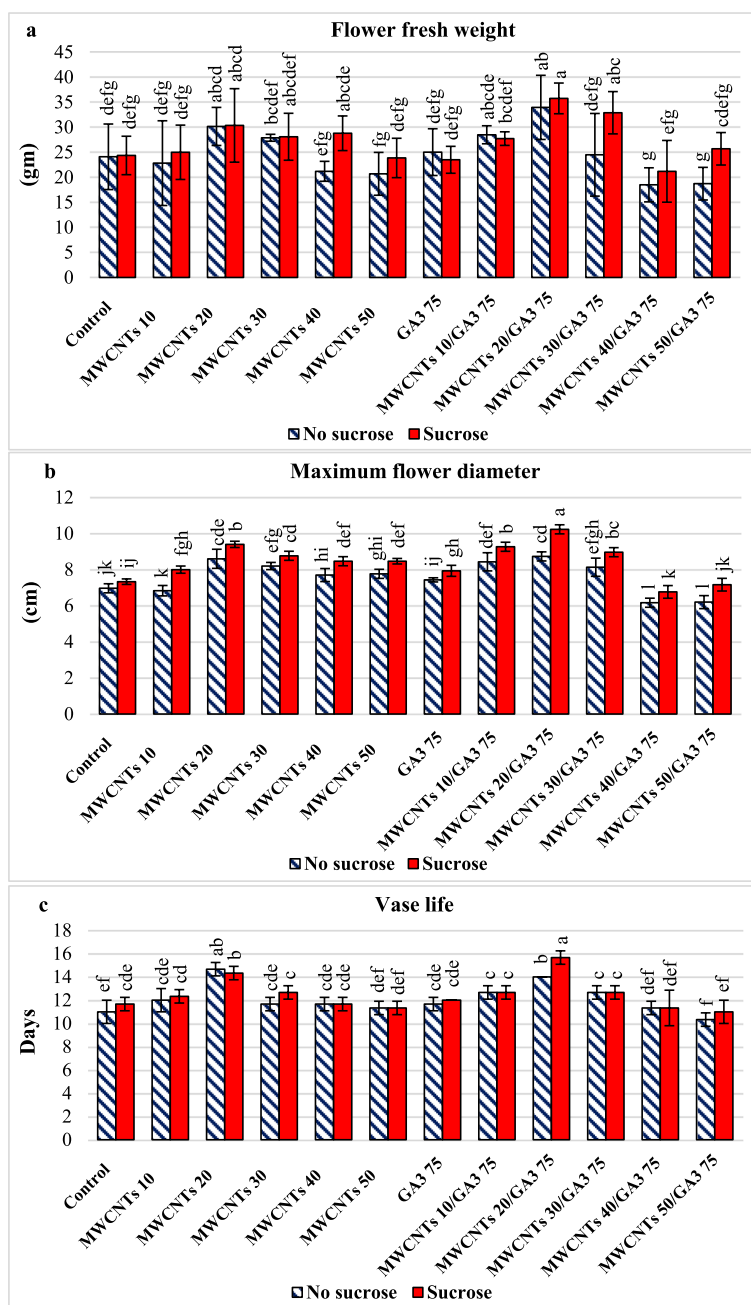 a Flower fresh weight
(gm)
45
40
35
30
25
20
15
10
5
0
defg defg defg defg abcd abcd bcdef abcdef efg abcde fg defg defg defg abcde bcdef ab a defg abc g efg g cdefg
Control MWCNTs 10 MWCNTs 20 MWCNTs 30 MWCNTs 40 MWCNTs 50 GA3 75 MWCNTs 10/GA3 75 MWCNTs 20/GA3 75 MWCNTs 30/GA3 75 MWCNTs 40/GA3 75 MWCNTs 50/GA3 75
No sucrose Sucrose
b Maximum flower diameter
(cm)
12
10
8
6
4
2
0
jk ij k fgh cde b efg cd hi def ghi def ij gh def b cd a efgh bc l k l jk
Control MWCNTs 10 MWCNTs 20 MWCNTs 30 MWCNTs 40 MWCNTs 50 GA3 75 MWCNTs 10/GA3 75 MWCNTs 20/GA3 75 MWCNTs 30/GA3 75 MWCNTs 40/GA3 75 MWCNTs 50/GA3 75
No sucrose Sucrose
c Vase life
Days
18
16
14
12
10
8
6
4
2
0
ef cde cde cd ab b cde c cde cde def def cde cde c c b a c c def def f ef
Control MWCNTs 10 MWCNTs 20 MWCNTs 30 MWCNTs 40 MWCNTs 50 GA3 75 MWCNTs 10/GA3 75 MWCNTs 20/GA3 75 MWCNTs 30/GA3 75 MWCNTs 40/GA3 75 MWCNTs 50/GA3 75
No sucrose Sucrose